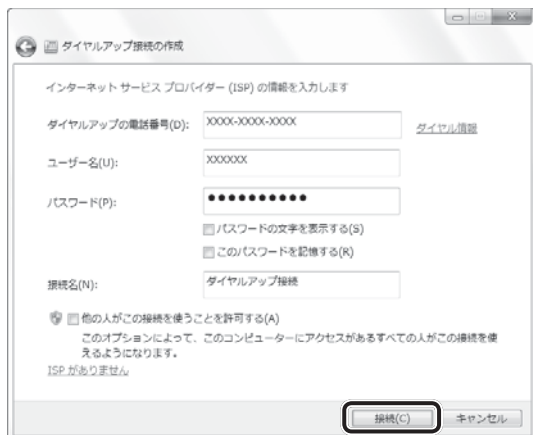 ダイヤルアップ接続の作成
インターネット サービス プロバイダー (ISP) の情報を入力します
ダイヤルアップの電話番号(D): XXXX-XXXX-XXXX ダイヤル情報
ユーザー名(U): XXXXXX
パスワード(P): ●●●●●●●●●●
パスワードの文字を表示する(S)
このパスワードを記憶する(R)
接続名(N): ダイヤルアップ接続
他の人がこの接続を使うことを許可する(A)
このオプションによって、このコンピューターにアクセスがあるすべての人がこの接続を使
えるようになります。
ISP がありません
接続(C) キャンセル